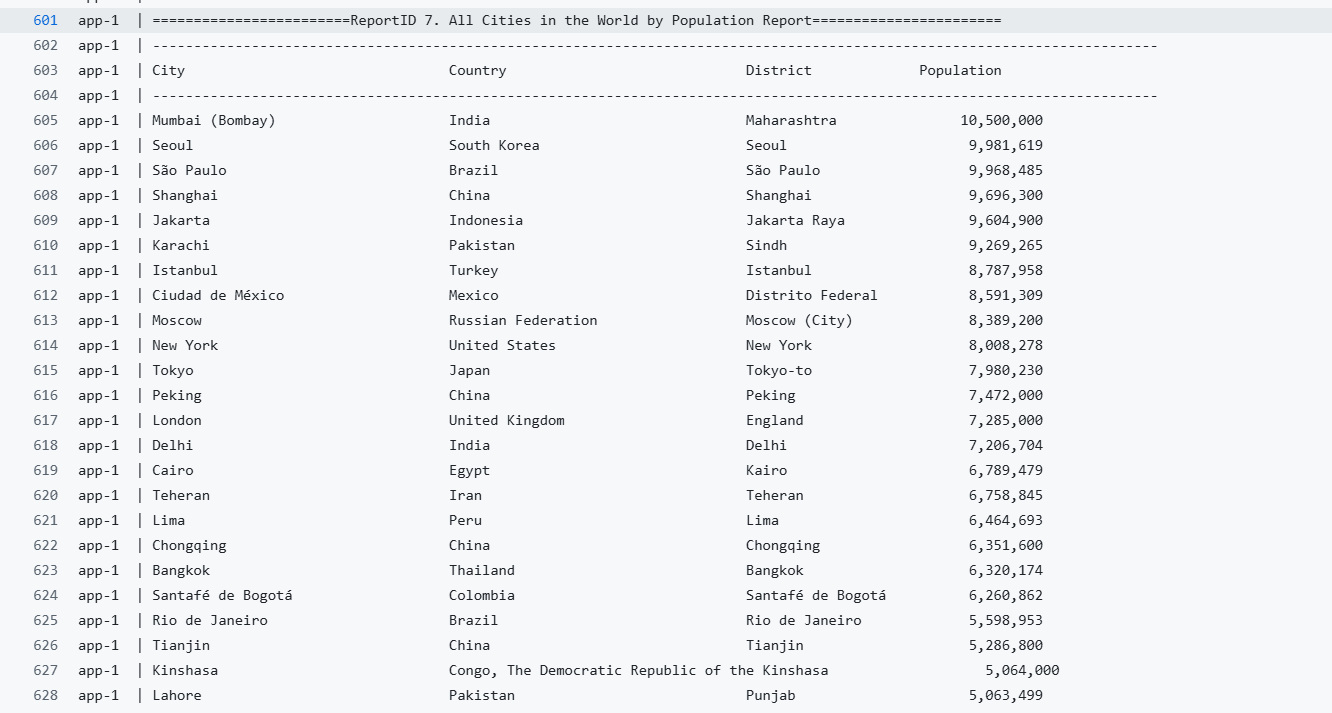 601 app-1 | ========================ReportID 7. All Cities in the World by Population Report=======================
602 app-1 | --------------------------------------------------------------------------------------------------------------------------
603 app-1 | City Country District Population
604 app-1 | --------------------------------------------------------------------------------------------------------------------------
605 app-1 | Mumbai (Bombay) India Maharashtra 10,500,000
606 app-1 | Seoul South Korea Seoul 9,981,619
607 app-1 | São Paulo Brazil São Paulo 9,968,485
608 app-1 | Shanghai China Shanghai 9,696,300
609 app-1 | Jakarta Indonesia Jakarta Raya 9,604,900
610 app-1 | Karachi Pakistan Sindh 9,269,265
611 app-1 | Istanbul Turkey Istanbul 8,787,958
612 app-1 | Ciudad de México Mexico Distrito Federal 8,591,309
613 app-1 | Moscow Russian Federation Moscow (City) 8,389,200
614 app-1 | New York United States New York 8,008,278
615 app-1 | Tokyo Japan Tokyo-to 7,980,230
616 app-1 | Peking China Peking 7,472,000
617 app-1 | London United Kingdom England 7,285,000
618 app-1 | Delhi India Delhi 7,206,704
619 app-1 | Cairo Egypt Kairo 6,789,479
620 app-1 | Teheran Iran Teheran 6,758,845
621 app-1 | Lima Peru Lima 6,464,693
622 app-1 | Chongqing China Chongqing 6,351,600
623 app-1 | Bangkok Thailand Bangkok 6,320,174
624 app-1 | Santafé de Bogotá Colombia Santafé de Bogotá 6,260,862
625 app-1 | Rio de Janeiro Brazil Rio de Janeiro 5,598,953
626 app-1 | Tianjin China Tianjin 5,286,800
627 app-1 | Kinshasa Congo, The Democratic Republic of the Kinshasa 5,064,000
628 app-1 | Lahore Pakistan Punjab 5,063,499